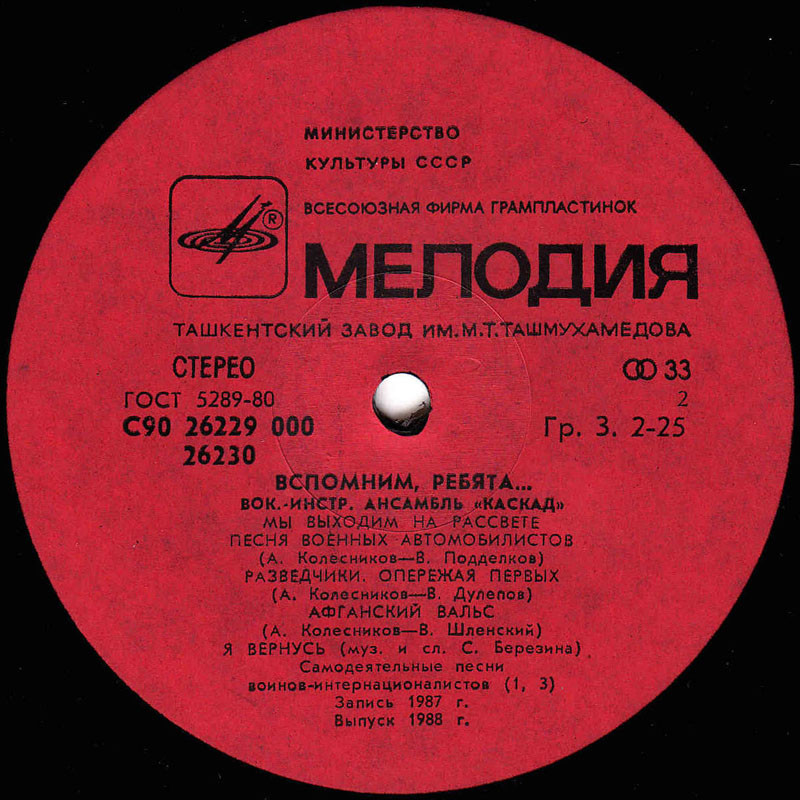 МИНИСТЕРСТВО
КУЛЬТУРЫ СССР
ВСЕСОЮЗНАЯ ФИРМА ГРАМПЛАСТИНОК
®
МЕЛОДИЯ
ТАШКЕНТСКИЙ ЗАВОД ИМ.М.Т.ТАШМУХАМЕДОВА
СТЕРЕО 33
ГОСТ 5289-80 2
С90 26229 000 Гр. 3. 2-25
26230
ВСПОМНИМ, РЕБЯТА...
ВОК.-ИНСТР. АНСАМБЛЬ «КАСКАД»
МЫ ВЫХОДИМ НА РАССВЕТЕ
ПЕСНЯ ВОЕННЫХ АВТОМОБИЛИСТОВ
(А. Колесников—В. Подделков)
РАЗВЕДЧИКИ. ОПЕРЕЖАЯ ПЕРВЫХ
(А. Колесников—В. Дулепов)
АФГАНСКИЙ ВАЛЬС
(А. Колесников—В. Шленский)
Я ВЕРНУСЬ (муз. и сл. С. Березина)
Самодеятельные песни
воинов-интернационалистов (1, 3)
Запись 1987 г.
Выпуск 1988 г.